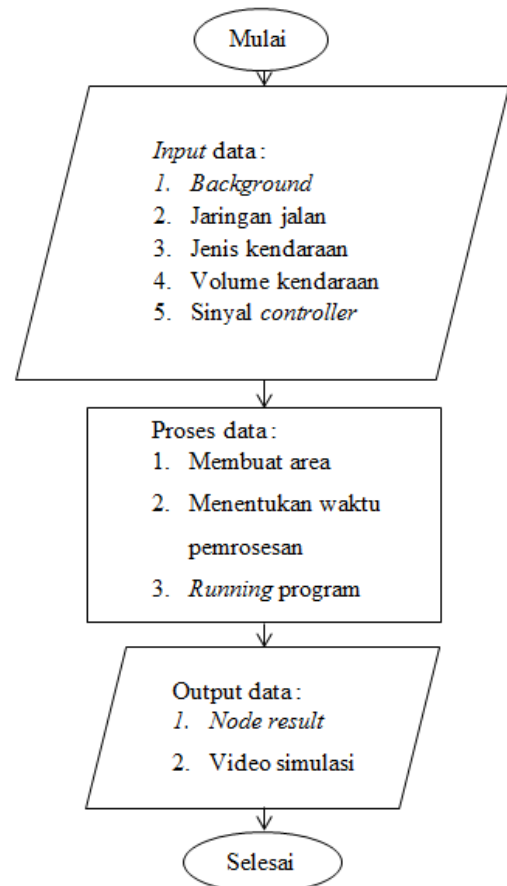 Mulai
Input data :
1. Background
2. Jaringan jalan
3. Jenis kendaraan
4. Volume kendaraan
5. Sinyal controller
Proses data :
1. Membuat area
2. Menentukan waktu
pemrosesan
3. Running program
Output data :
1. Node result
2. Video simulasi
Selesai